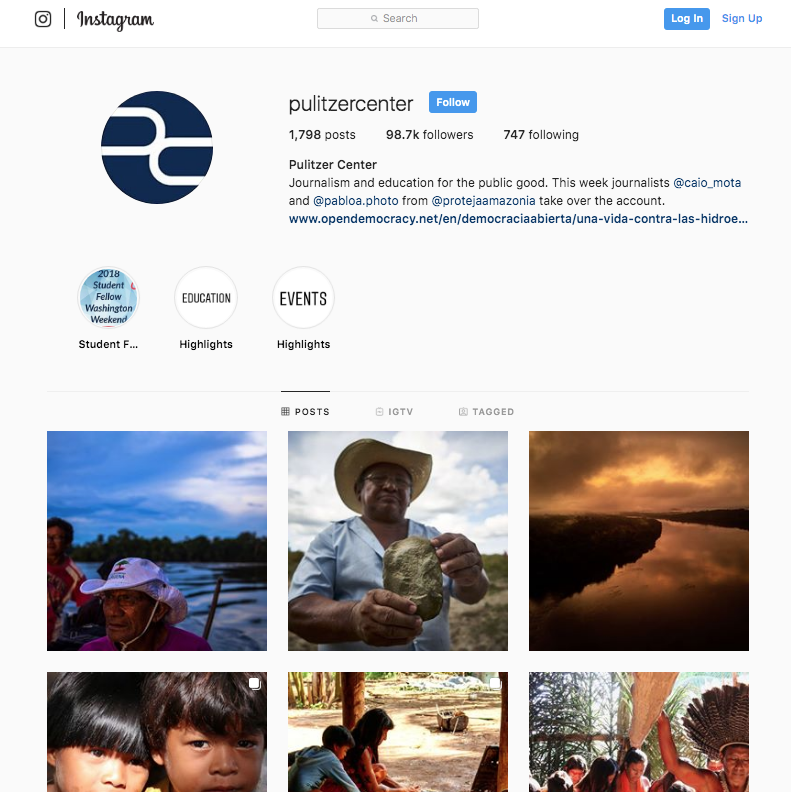 Instagram
Search
Log In
Sign Up
pulitzercenter
Follow
1,798 posts 98.7k followers 747 following
Pulitzer Center
Journalism and education for the public good. This week journalists @caio_mota
and @pabloa.photo from @protejaamazonia take over the account.
www.opendemocracy.net/en/democraciaabierta/una-vida-contra-las-hidroe...
2018
Student
Fellow
Washington
Weekend
EDUCATION
EVENTS
Student F...
Highlights
Highlights
POSTS
IGTV
TAGGED